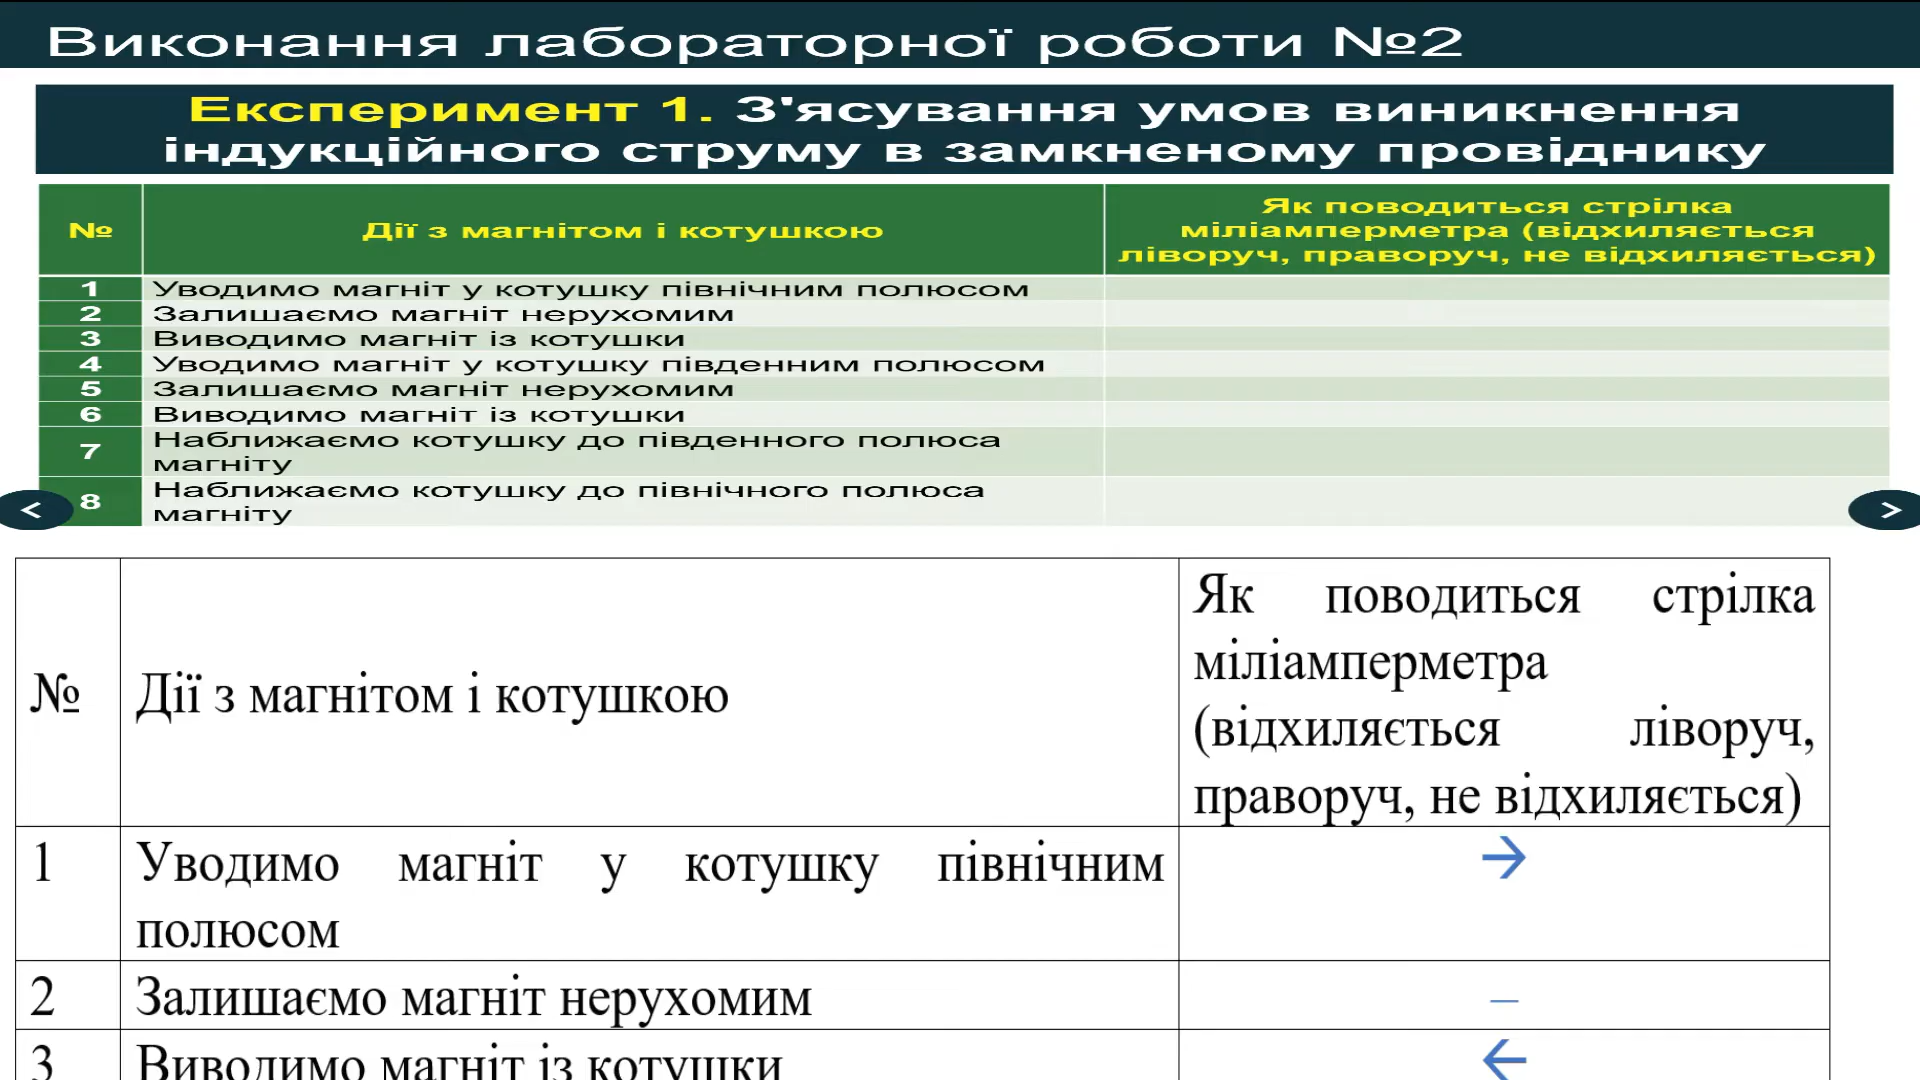 Виконання лабораторної роботи №2
Експеримент 1. З'ясування умов виникнення
індукційного струму в замкненому провіднику
№
Дії з магнітом і котушкою
Як поводиться стрілка
міліамперметра (відхиляється
ліворуч, праворуч, не відхиляється)
1 Уводимо магніт у котушку північним полюсом
2 Залишаємо магніт нерухомим
3 Виводимо магніт із котушки
4 Уводимо магніт у котушку південним полюсом
5 Залишаємо магніт нерухомим
6 Виводимо магніт із котушки
7 Наближаємо котушку до південного полюса
магніту
8 Наближаємо котушку до північного полюса
магніту
№
Дії з магнітом і котушкою
Як поводиться стрілка
міліамперметра
(відхиляється ліворуч,
праворуч, не відхиляється)
1 Уводимо магніт у котушку північним →
полюсом
2 Залишаємо магніт нерухомим –
3 Виводимо магніт із котушки ←